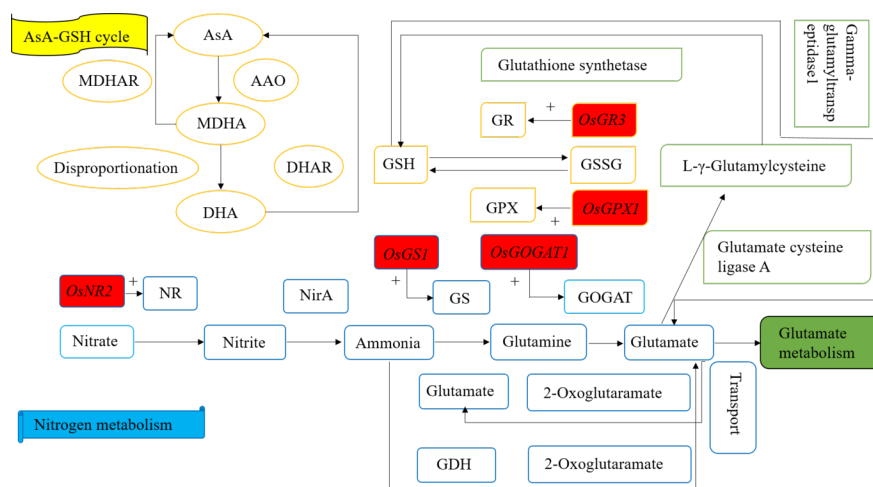 AsA-GSH cycle
AsA
MDHAR
AAO
MDHA
Disproportionation
DHAR
DHA
Glutathione synthetase
Gamma-
glutamyltransp
eptidase1
GR
+
OsGR3
GSH
GSSG
L-γ-Glutamylcysteine
GPX
+
OsGPX1
Glutamate cysteine
ligase A
OsGS1
+
GS
OsGOGAT1
+
GOGAT
OsNR2
+
NR
NirA
Nitrate
Nitrite
Ammonia
Glutamine
Glutamate
Glutamate
metabolism
Glutamate
2-Oxoglutaramate
Transport
Nitrogen metabolism
GDH
2-Oxoglutaramate